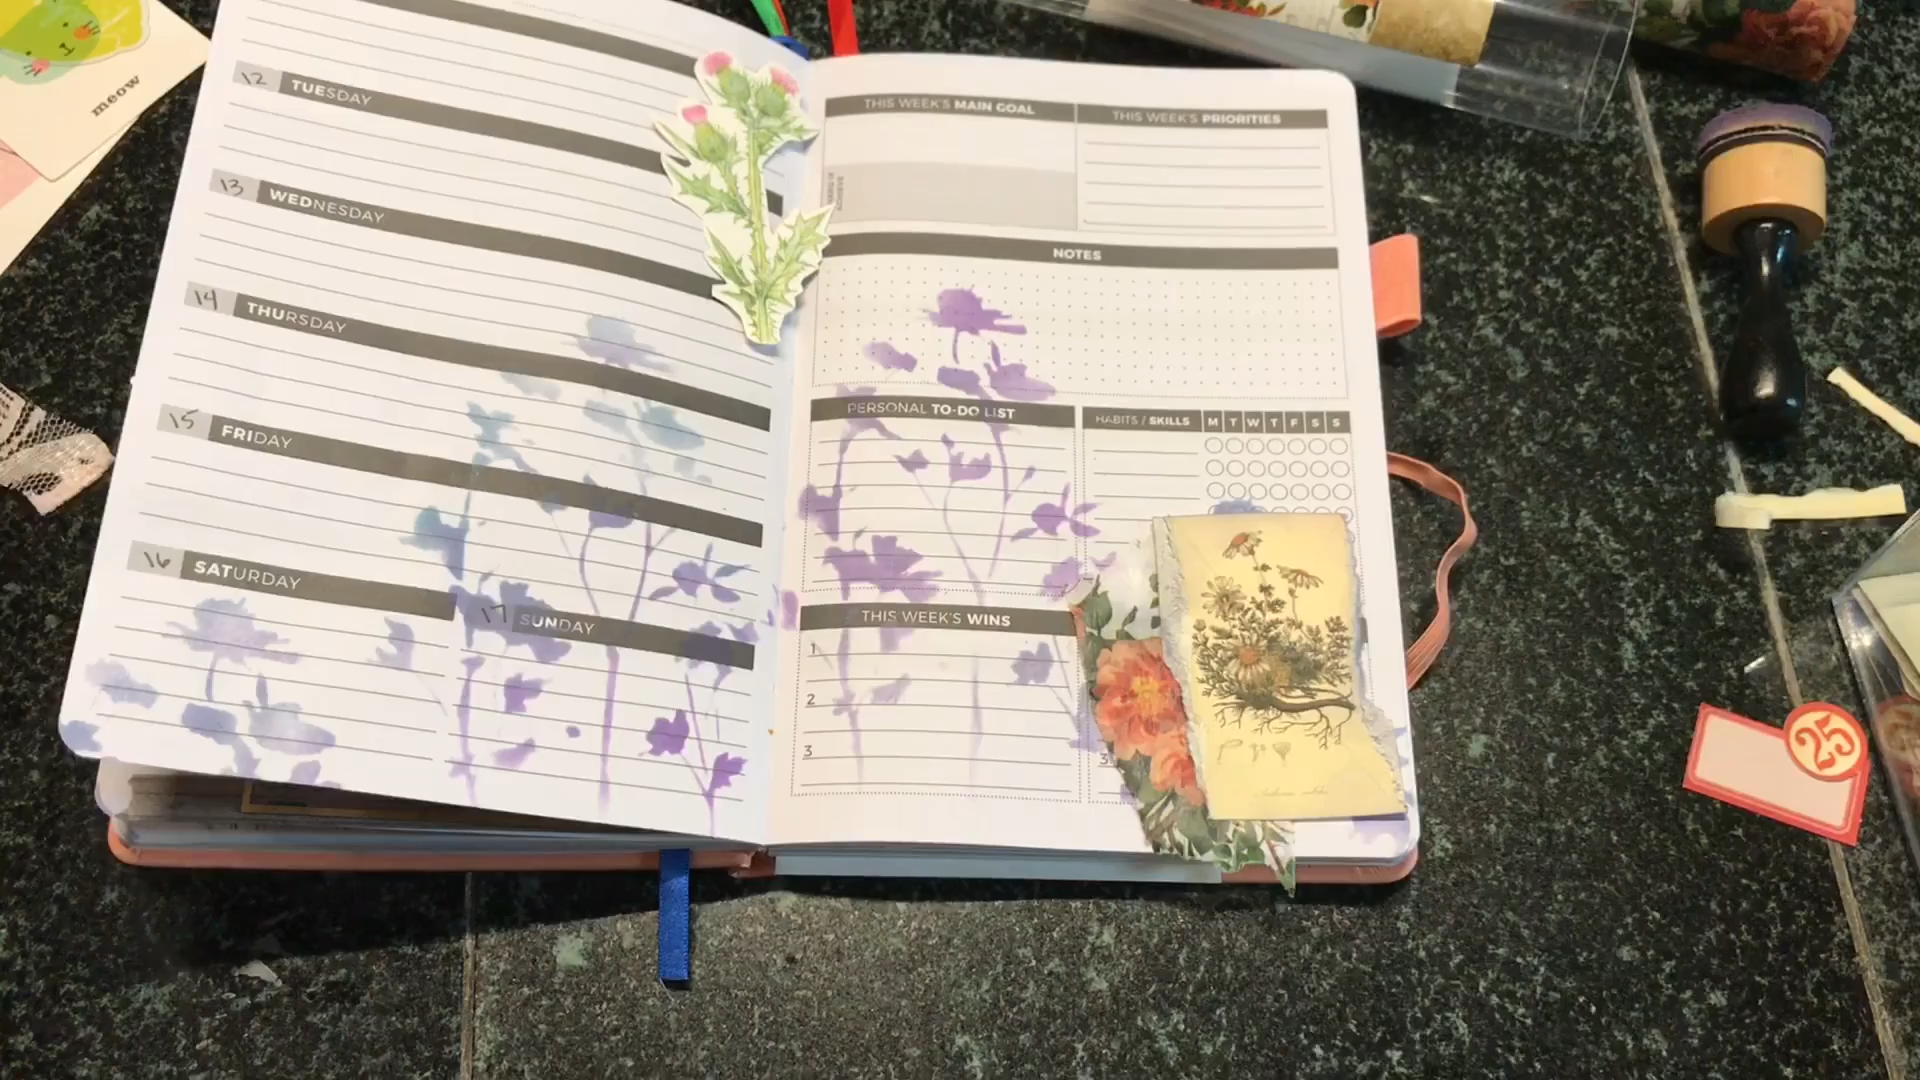 meow
12 TUESDAY
13 WEDNESDAY
14 THURSDAY
15 FRIDAY
16 SATURDAY
17 SUNDAY
THIS WEEK'S MAIN GOAL
THIS WEEK'S PRIORITIES
NOTES
PERSONAL TO-DO LIST
HABITS / SKILLS M T W T F S S
THIS WEEK'S WINS
1
2
3
3
25